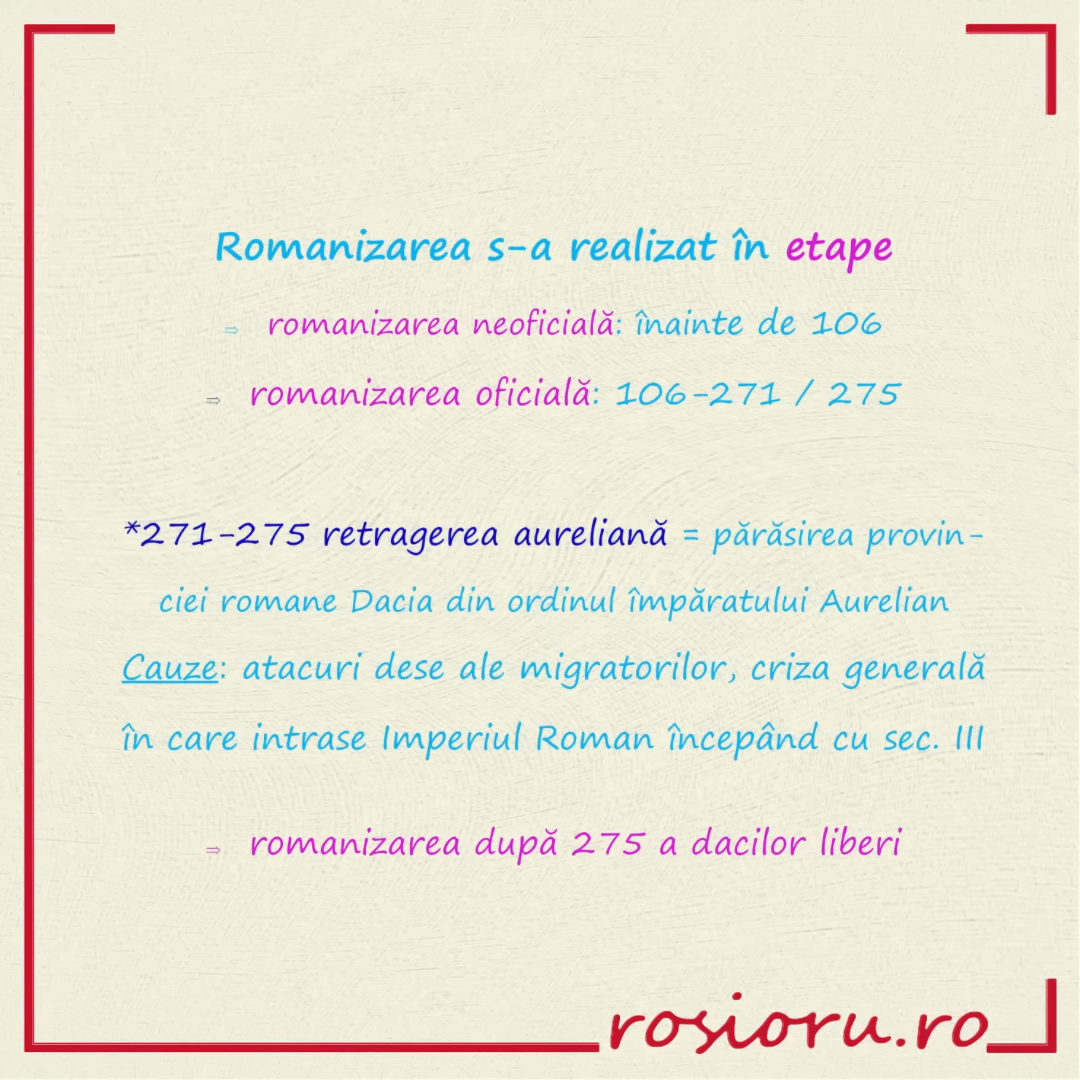 Romanizarea s-a realizat în etape
⇒ romanizarea neoficială: înainte de 106
⇒ romanizarea oficială: 106-271 / 275
*271-275 retragerea aureliană = părăsirea provin-
ciei romane Dacia din ordinul împăratului Aurelian
Cauze: atacuri dese ale migratorilor, criza generală
în care intrase Imperiul Roman începând cu sec. III
⇒ romanizarea după 275 a dacilor liberi
rosioru.ro